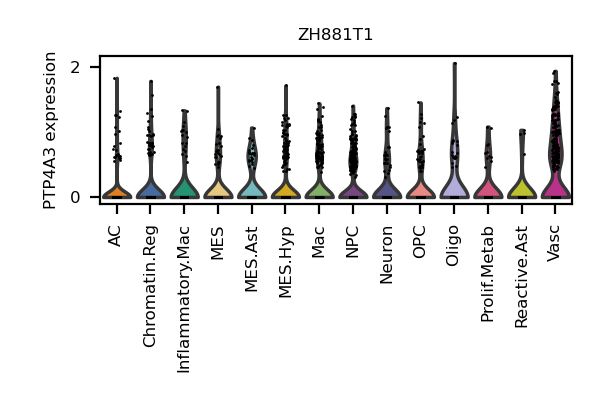 ZH881T1
PTP4A3 expression
2
0
AC
Chromatin.Reg
Inflammatory.Mac
MES
MES.Ast
MES.Hyp
Mac
NPC
Neuron
OPC
Oligo
Prolif.Metab
Reactive.Ast
Vasc